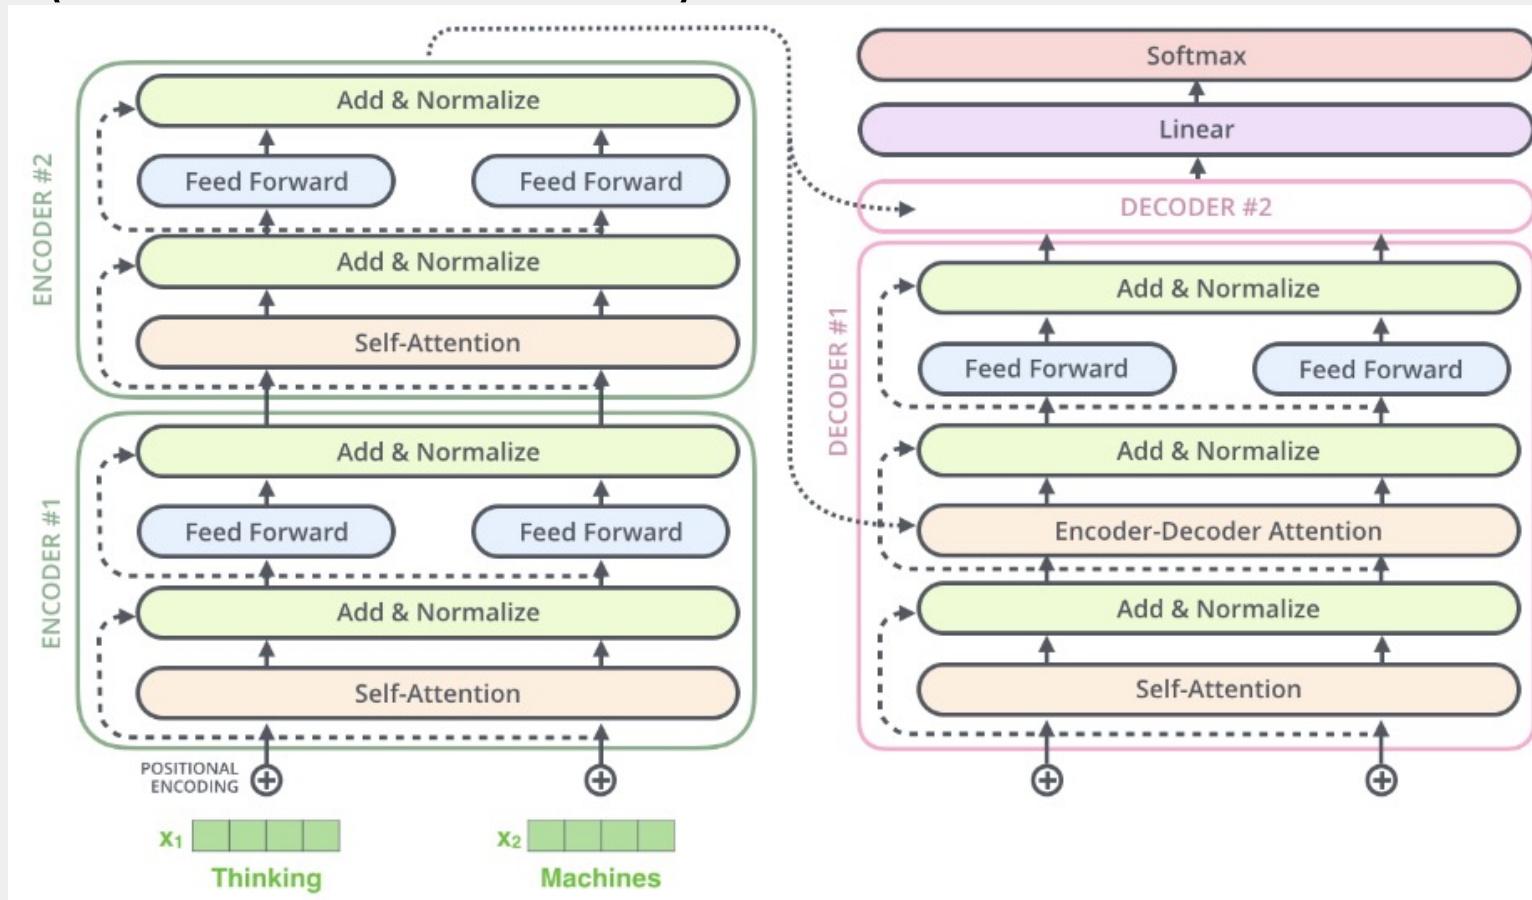 ENCODER #2
Add & Normalize
Feed Forward Feed Forward
Add & Normalize
Self-Attention
ENCODER #1
Add & Normalize
Feed Forward Feed Forward
Add & Normalize
Self-Attention
POSITIONAL
ENCODING
x₁ x₂
Thinking Machines
Softmax
Linear
DECODER #2
DECODER #1
Add & Normalize
Feed Forward Feed Forward
Add & Normalize
Encoder-Decoder Attention
Add & Normalize
Self-Attention